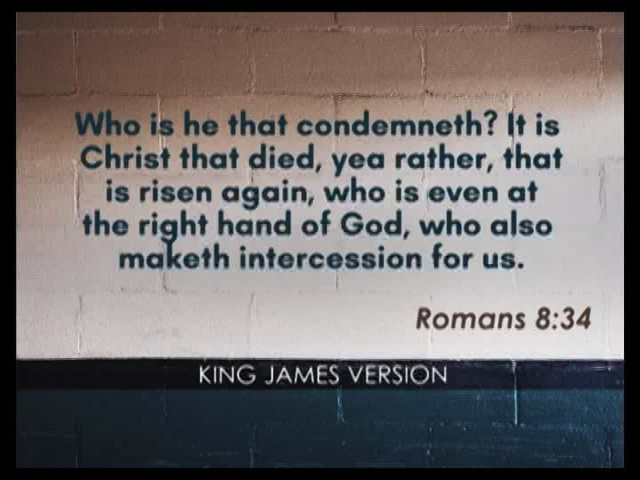 Who is he that condemneth? It is
Christ that died, yea rather, that
is risen again, who is even at
the right hand of God, who also
maketh intercession for us.
Romans 8:34
KING JAMES VERSION